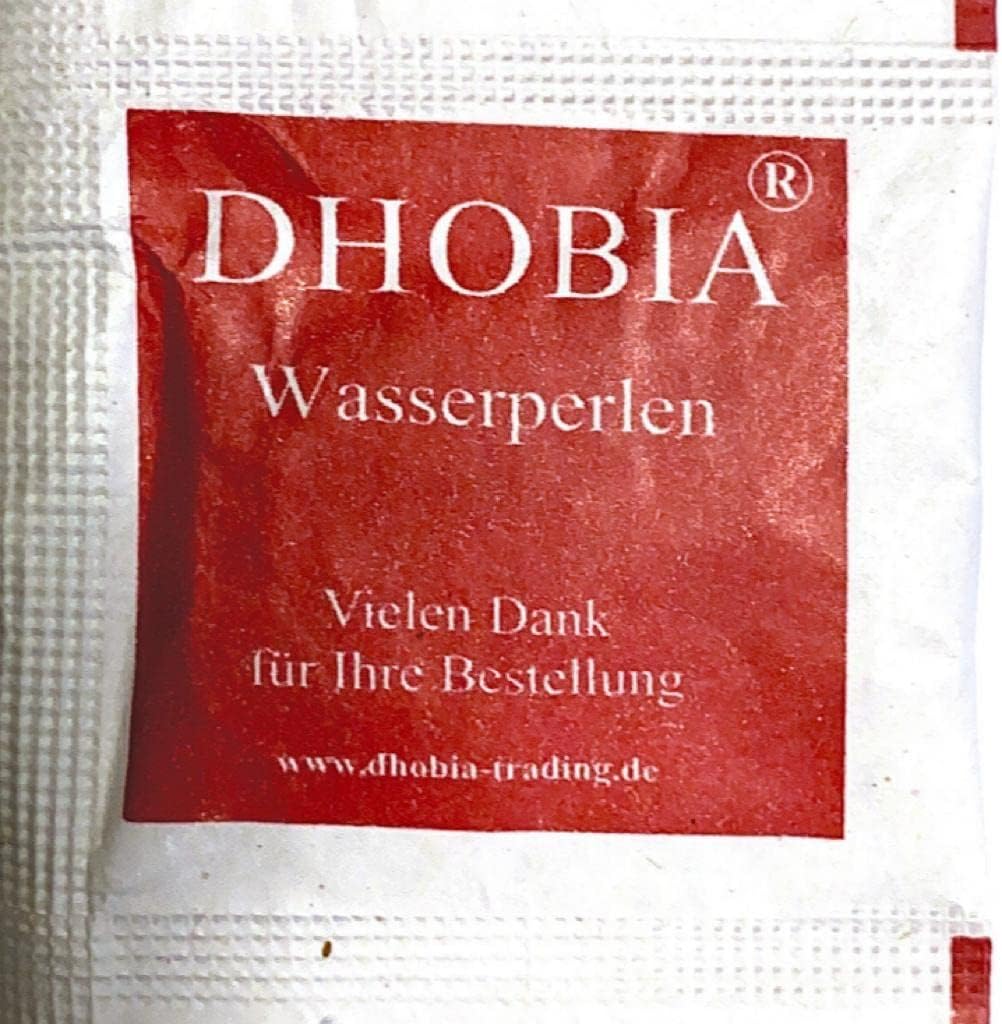 DHOBIA®
Wasserperlen
Vielen Dank
für Ihre Bestellung
www.dhobia-trading.de